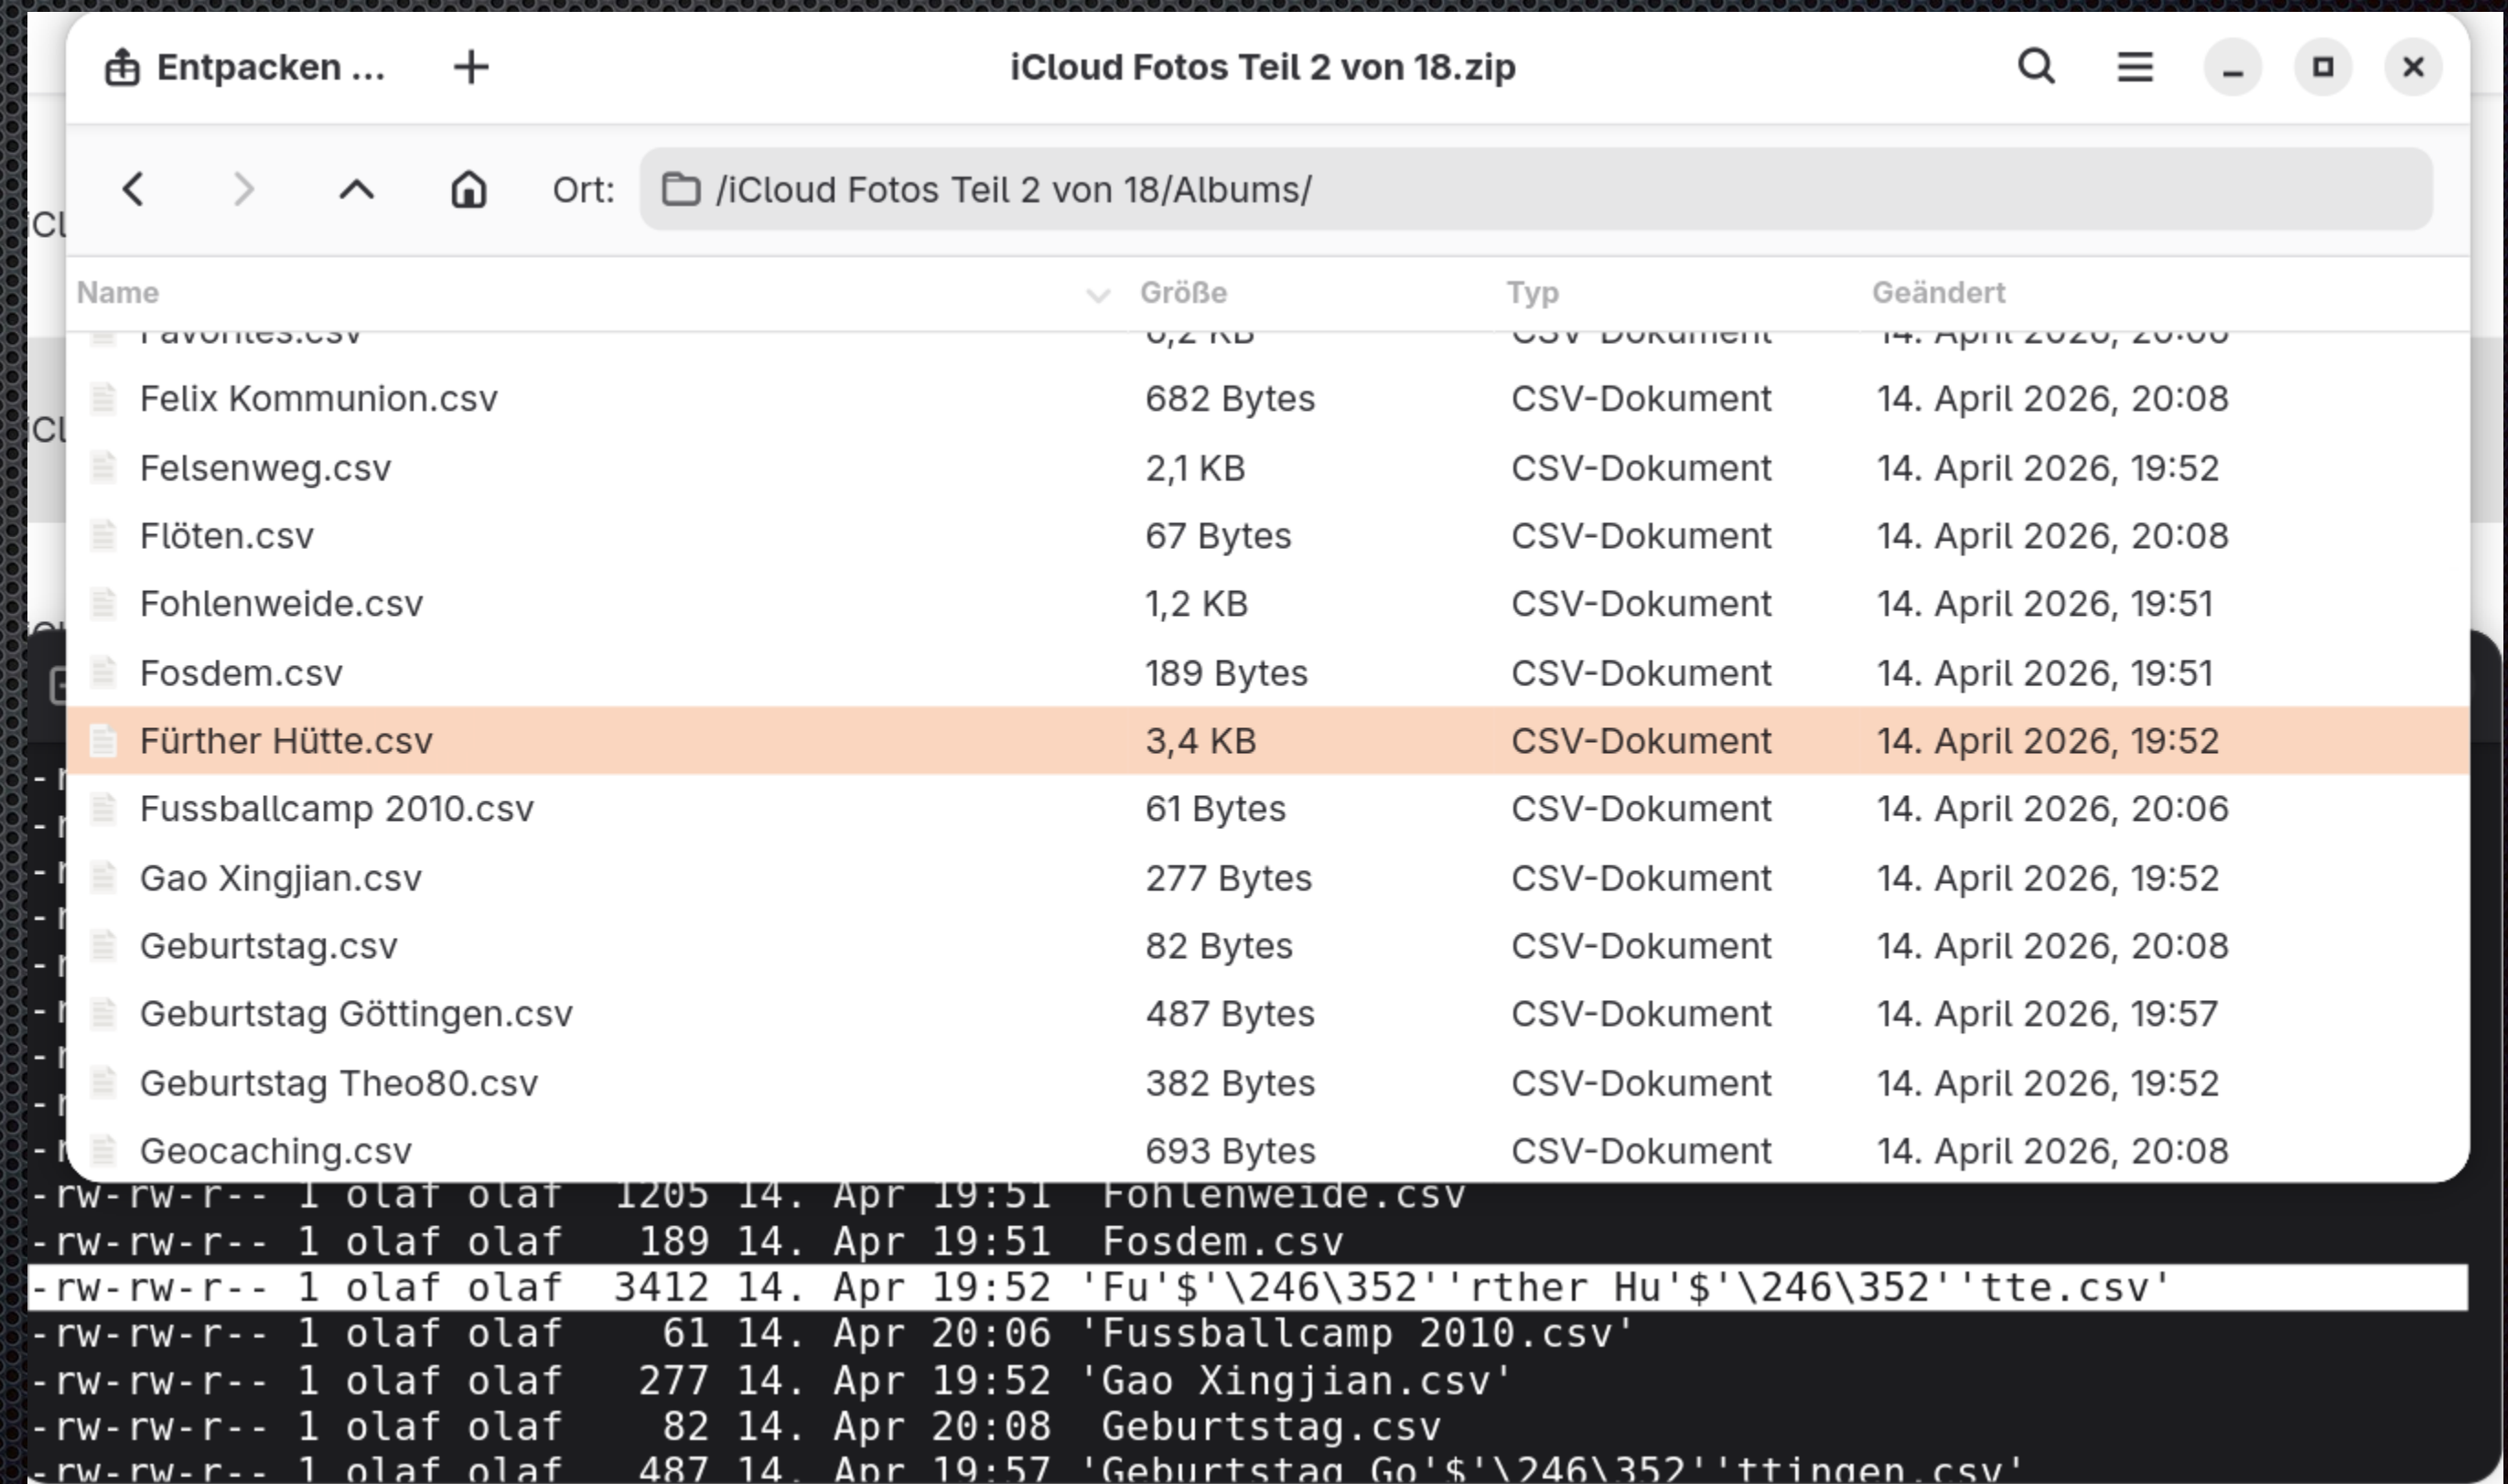 Entpacken ... + iCloud Fotos Teil 2 von 18.zip
Ort: /iCloud Fotos Teil 2 von 18/Albums/
Name Größe Typ Geändert
Favorites.csv 6,2 KB CSV-Dokument 14. April 2026, 20:06
Felix Kommunion.csv 682 Bytes CSV-Dokument 14. April 2026, 20:08
Felsenweg.csv 2,1 KB CSV-Dokument 14. April 2026, 19:52
Flöten.csv 67 Bytes CSV-Dokument 14. April 2026, 20:08
Fohlenweide.csv 1,2 KB CSV-Dokument 14. April 2026, 19:51
Fosdem.csv 189 Bytes CSV-Dokument 14. April 2026, 19:51
Fürther Hütte.csv 3,4 KB CSV-Dokument 14. April 2026, 19:52
Fussballcamp 2010.csv 61 Bytes CSV-Dokument 14. April 2026, 20:06
Gao Xingjian.csv 277 Bytes CSV-Dokument 14. April 2026, 19:52
Geburtstag.csv 82 Bytes CSV-Dokument 14. April 2026, 20:08
Geburtstag Göttingen.csv 487 Bytes CSV-Dokument 14. April 2026, 19:57
Geburtstag Theo80.csv 382 Bytes CSV-Dokument 14. April 2026, 19:52
Geocaching.csv 693 Bytes CSV-Dokument 14. April 2026, 20:08
-rw-rw-r-- 1 olaf olaf 1205 14. Apr 19:51 Fohlenweide.csv
-rw-rw-r-- 1 olaf olaf 189 14. Apr 19:51 Fosdem.csv
-rw-rw-r-- 1 olaf olaf 3412 14. Apr 19:52 'Fu'$'\246\352''rther Hu'$'\246\352''tte.csv'
-rw-rw-r-- 1 olaf olaf 61 14. Apr 20:06 'Fussballcamp 2010.csv'
-rw-rw-r-- 1 olaf olaf 277 14. Apr 19:52 'Gao Xingjian.csv'
-rw-rw-r-- 1 olaf olaf 82 14. Apr 20:08 Geburtstag.csv
-rw-rw-r-- 1 olaf olaf 487 14. Apr 19:57 'Geburtstag Go'$'\246\352''ttingen.csv'